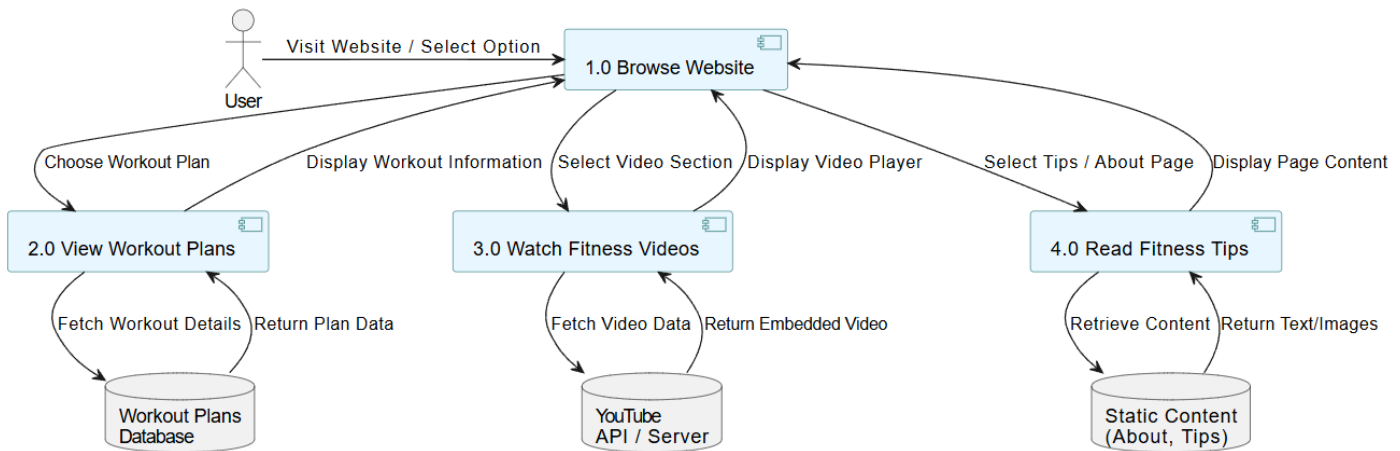 Visit Website / Select Option
User
1.0 Browse Website
Choose Workout Plan
Display Workout Information
Select Video Section
Display Video Player
Select Tips / About Page
Display Page Content
2.0 View Workout Plans
3.0 Watch Fitness Videos
4.0 Read Fitness Tips
Fetch Workout Details
Return Plan Data
Fetch Video Data
Return Embedded Video
Retrieve Content
Return Text/Images
Workout Plans
Database
YouTube
API / Server
Static Content
(About, Tips)